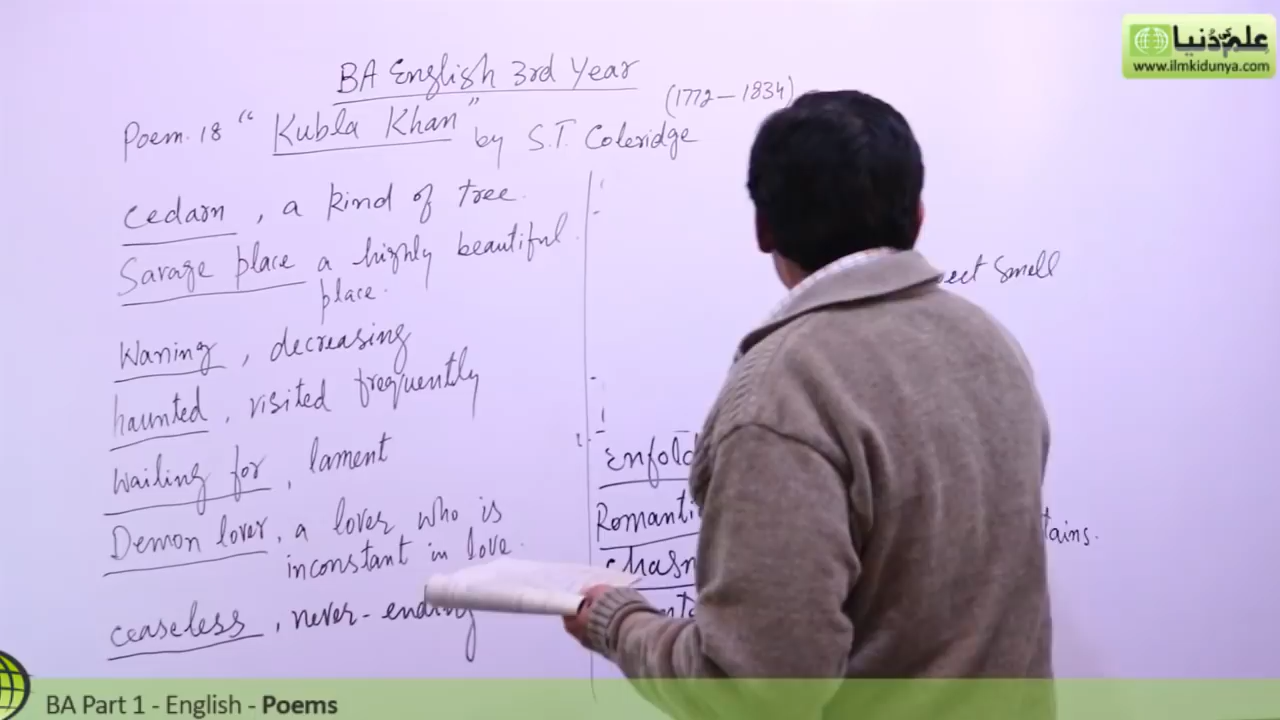 علم کی دنیا
www.ilmkidunya.com
BA English 3rd Year
(1772-1834)
Poem. 18 "Kubla Khan" by S.T. Coleridge
Cedarn, a kind of tree.
Savage place a highly beautiful
place.
Waning, decreasing
haunted, visited frequently
Wailing for, lament
Demon lover, a lover who is
inconstant in love.
ceaseless, never-ending
Smell
Enfold
BA Part 1 - English - Poems